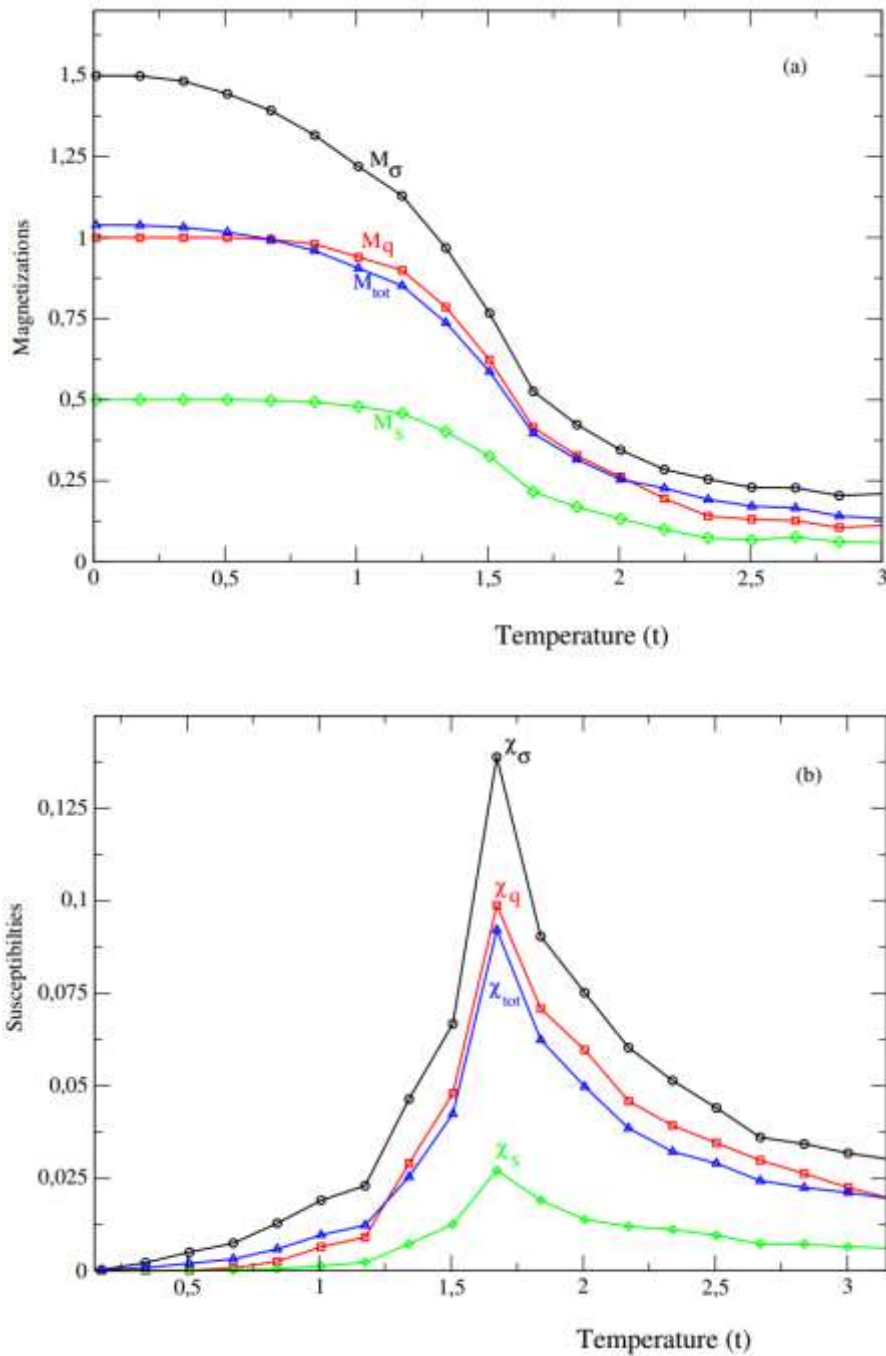 (a)
1,5
1,25
1
0,75
0,5
0,25
0
Magnetizations
Mσ
Mq
Mtot
Ms
0 0,5 1 1,5 2 2,5 3
Temperature (t)
(b)
0,125
0,1
0,075
0,05
0,025
0
Susceptibilties
χσ
χq
χtot
χs
0,5 1 1,5 2 2,5 3
Temperature (t)